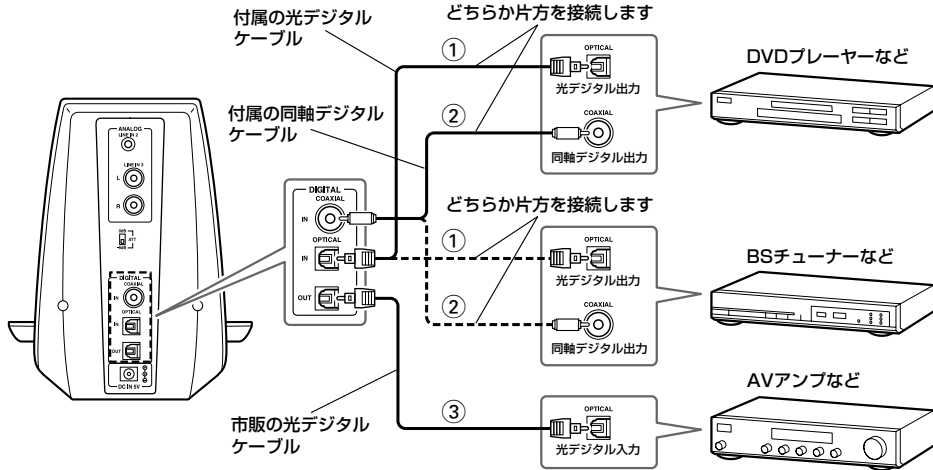 付属の光デジタル
ケーブル
どちらか片方を接続します
①
OPTICAL
光デジタル出力
DVDプレーヤーなど
付属の同軸デジタル
ケーブル
②
COAXIAL
同軸デジタル出力
ANALOG
LINE IN 2
LINE IN 3
L
R
ATT
DIGITAL
COAXIAL
IN
OPTICAL
IN
OUT
DC IN 5V
DIGITAL
COAXIAL
IN
OPTICAL
IN
OUT
どちらか片方を接続します
①
OPTICAL
光デジタル出力
BSチューナーなど
②
COAXIAL
同軸デジタル出力
市販の光デジタル
ケーブル
③
OPTICAL
光デジタル入力
AVアンプなど